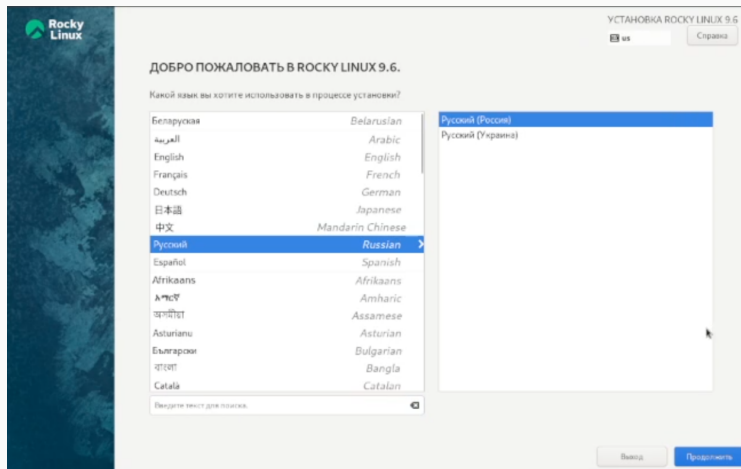 Rocky
Linux
УСТАНОВКА ROCKY LINUX 9.6
us
Справка
ДОБРО ПОЖАЛОВАТЬ В ROCKY LINUX 9.6.
Какой язык вы хотите использовать в процессе установки?
Беларуская Belarusian
العربية Arabic
English English
Français French
Deutsch German
日本語 Japanese
中文 Mandarin Chinese
Русский Russian
Español Spanish
Afrikaans Afrikaans
አማርኛ Amharic
অসমীয়া Assamese
Asturianu Asturian
Български Bulgarian
বাংলা Bangla
Català Catalan
Русский (Россия)
Русский (Украина)
Введите текст для поиска.
Выход
Продолжить